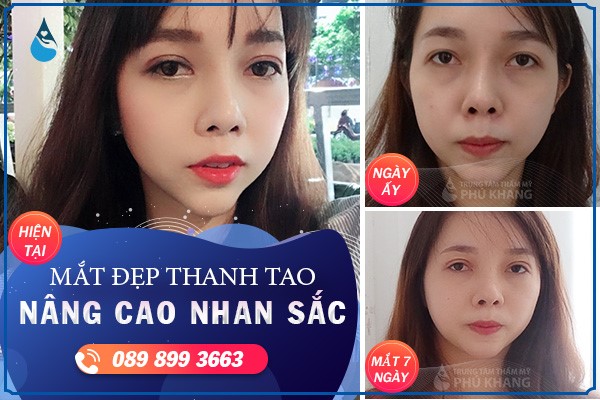 HIỆN
TẠI
MẮT ĐẸP THANH TAO
NÂNG CAO NHAN SẮC
089 899 3663
NGÀY
ẤY
TRUNG TÂM THẨM MỸ
PHÚ KHANG
MẮT 7
NGÀY
TRUNG TÂM THẨM MỸ
PHÚ KHANG